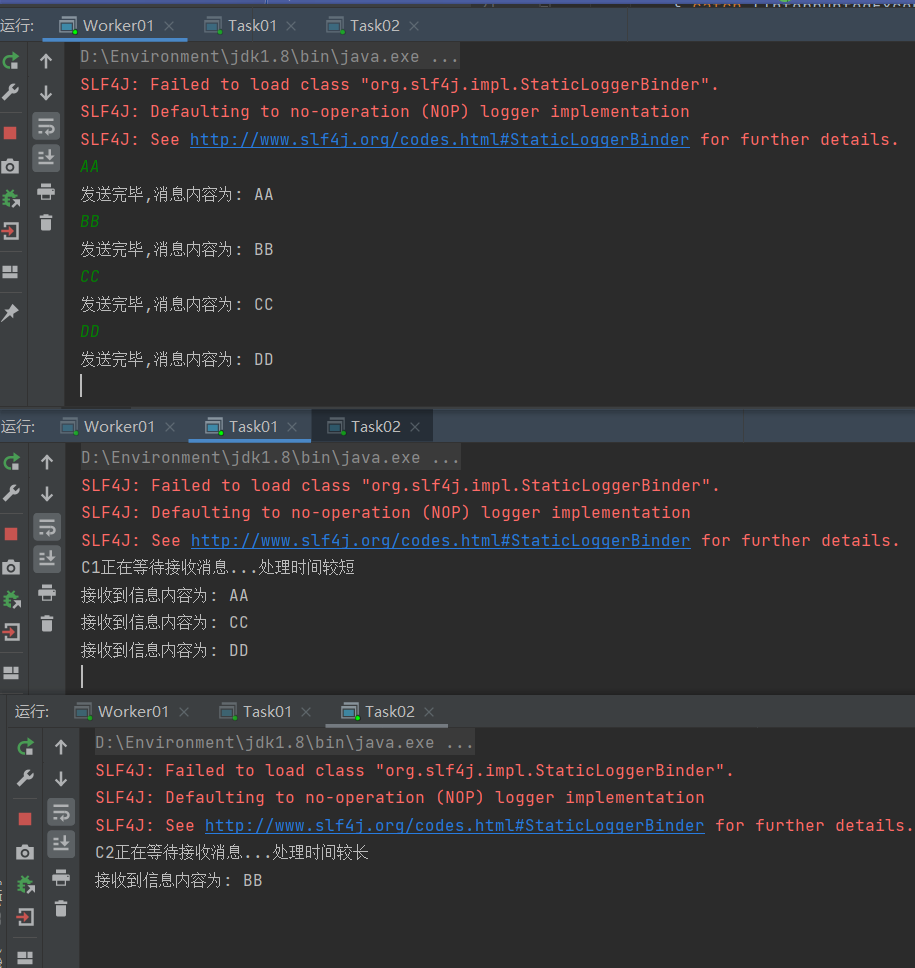 运行: Worker01 Task01 Task02
D:\Environment\jdk1.8\bin\java.exe ...
SLF4J: Failed to load class "org.slf4j.impl.StaticLoggerBinder".
SLF4J: Defaulting to no-operation (NOP) logger implementation
SLF4J: See http://www.slf4j.org/codes.html#StaticLoggerBinder for further details.
AA
发送完毕,消息内容为: AA
BB
发送完毕,消息内容为: BB
CC
发送完毕,消息内容为: CC
DD
发送完毕,消息内容为: DD
运行: Worker01 Task01 Task02
D:\Environment\jdk1.8\bin\java.exe ...
SLF4J: Failed to load class "org.slf4j.impl.StaticLoggerBinder".
SLF4J: Defaulting to no-operation (NOP) logger implementation
SLF4J: See http://www.slf4j.org/codes.html#StaticLoggerBinder for further details.
C1正在等待接收消息...处理时间较短
接收到信息内容为: AA
接收到信息内容为: CC
接收到信息内容为: DD
运行: Worker01 Task01 Task02
D:\Environment\jdk1.8\bin\java.exe ...
SLF4J: Failed to load class "org.slf4j.impl.StaticLoggerBinder".
SLF4J: Defaulting to no-operation (NOP) logger implementation
SLF4J: See http://www.slf4j.org/codes.html#StaticLoggerBinder for further details.
C2正在等待接收消息...处理时间较长
接收到信息内容为: BB